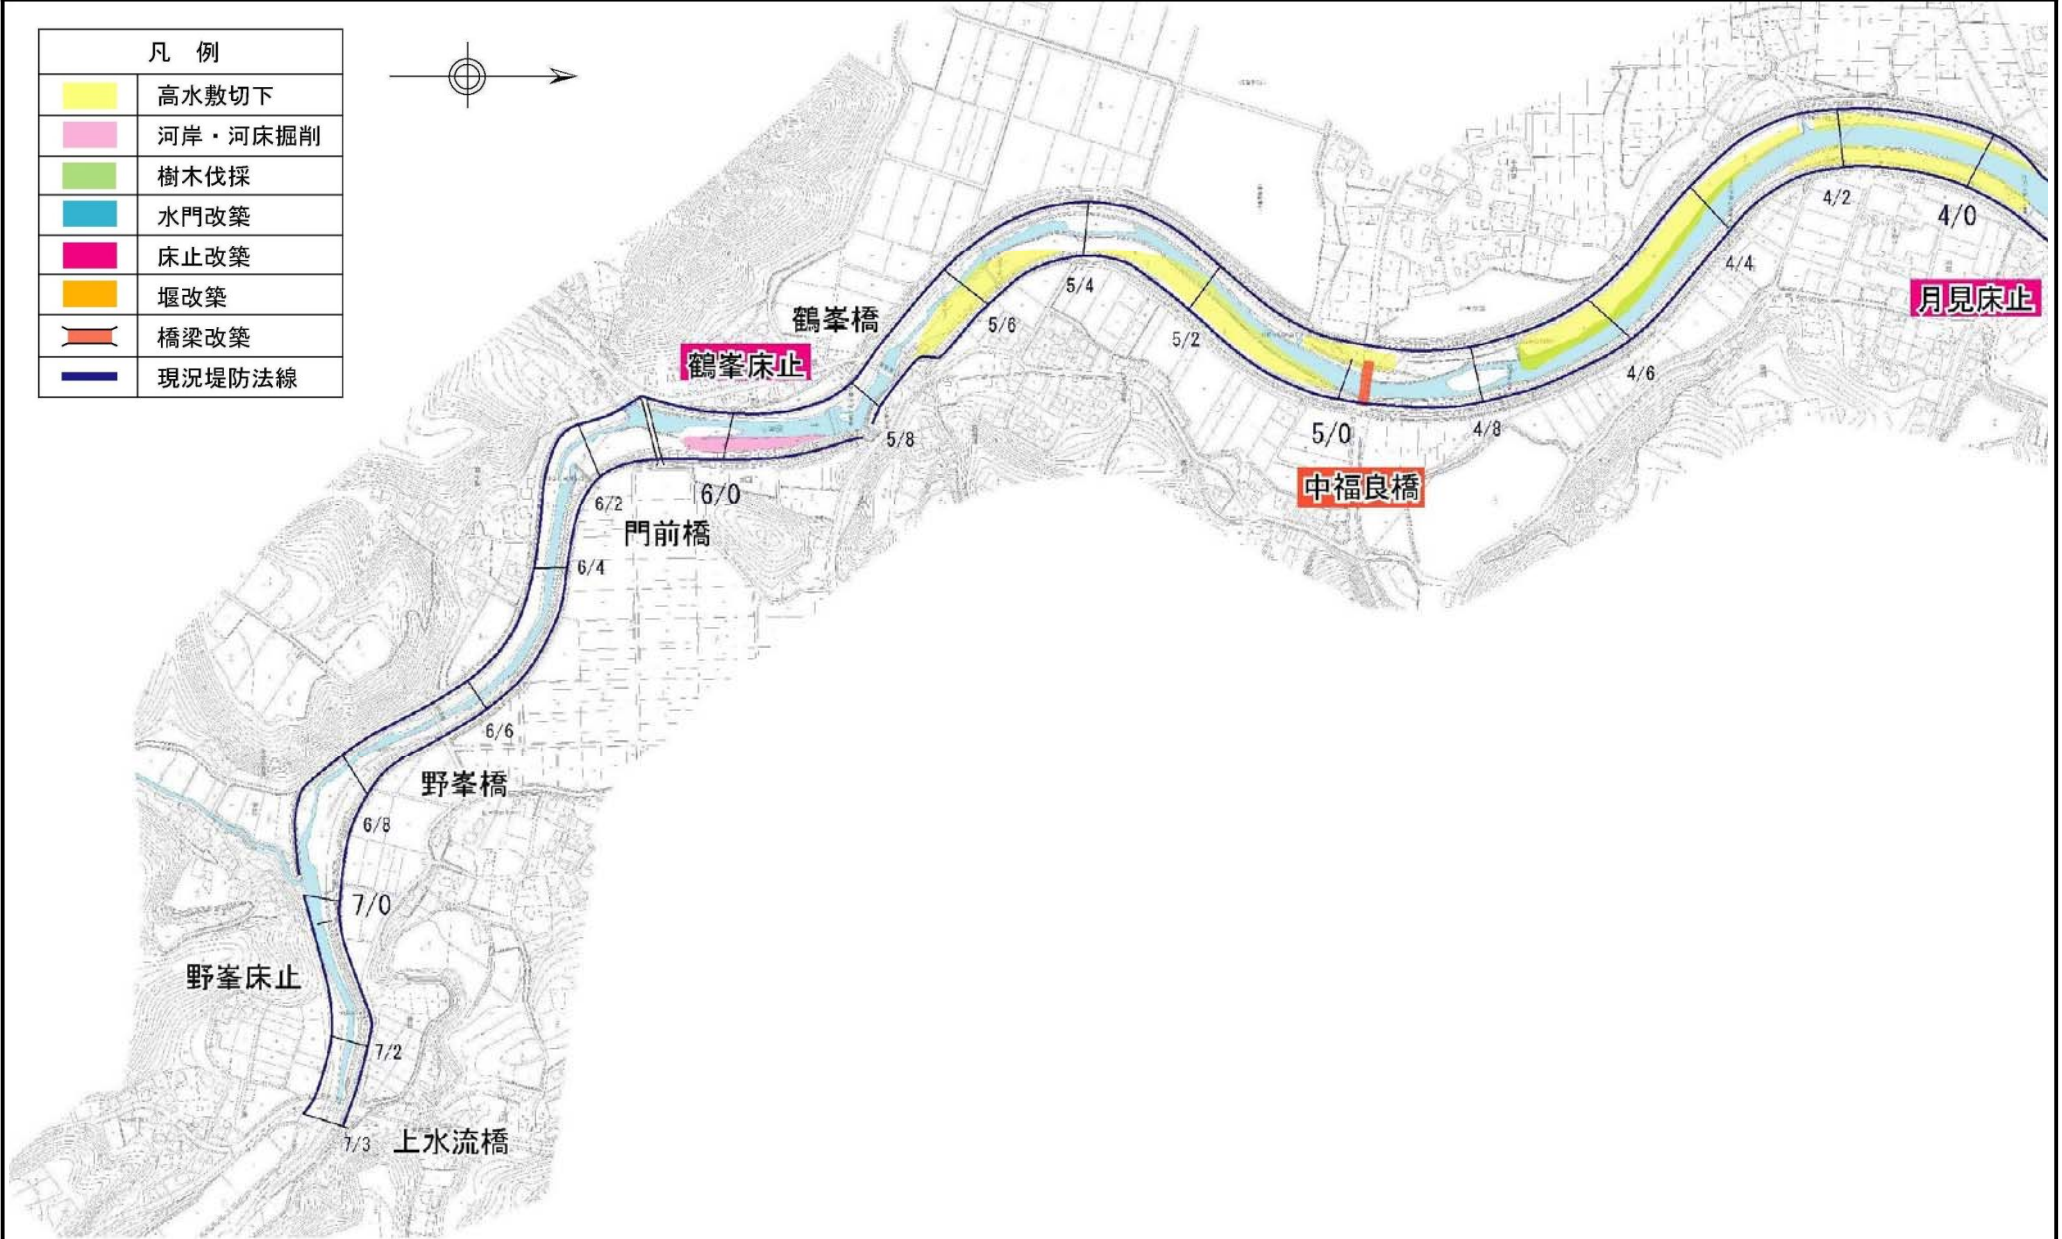 凡 例
高水敷切下
河岸・河床掘削
樹木伐採
水門改築
床止改築
堰改築
橋梁改築
現況堤防法線
4/2
4/0
4/4
月見床止
5/4
鶴峯橋
5/6
5/2
鶴峯床止
4/6
5/8
5/0
4/8
中福良橋
6/0
6/2
門前橋
6/4
6/6
野峯橋
6/8
7/0
野峯床止
7/2
7/3
上水流橋